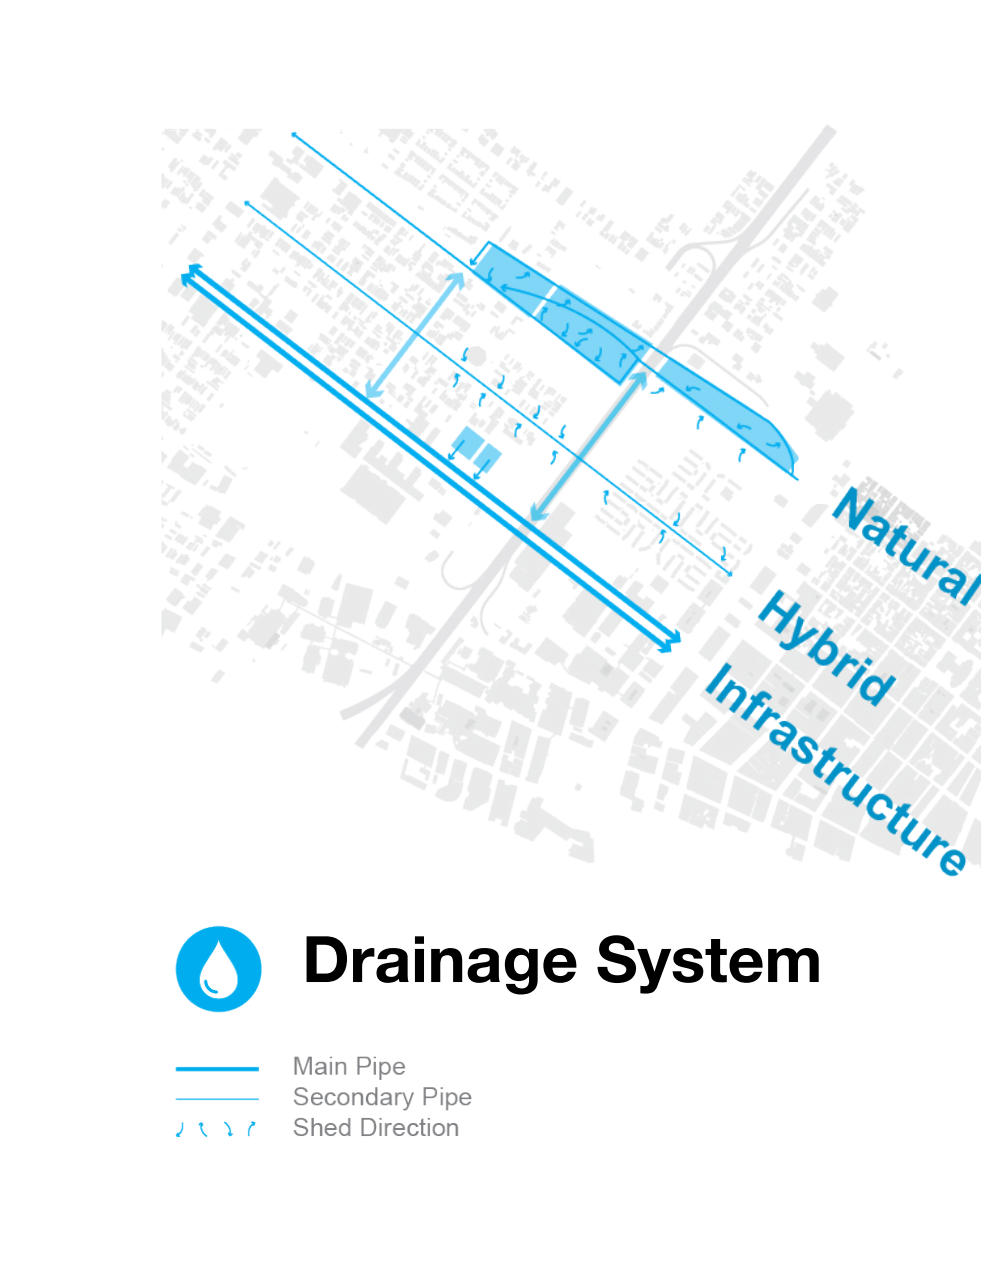 Natural
Hybrid
Infrastructure
Drainage System
Main Pipe
Secondary Pipe
Shed Direction